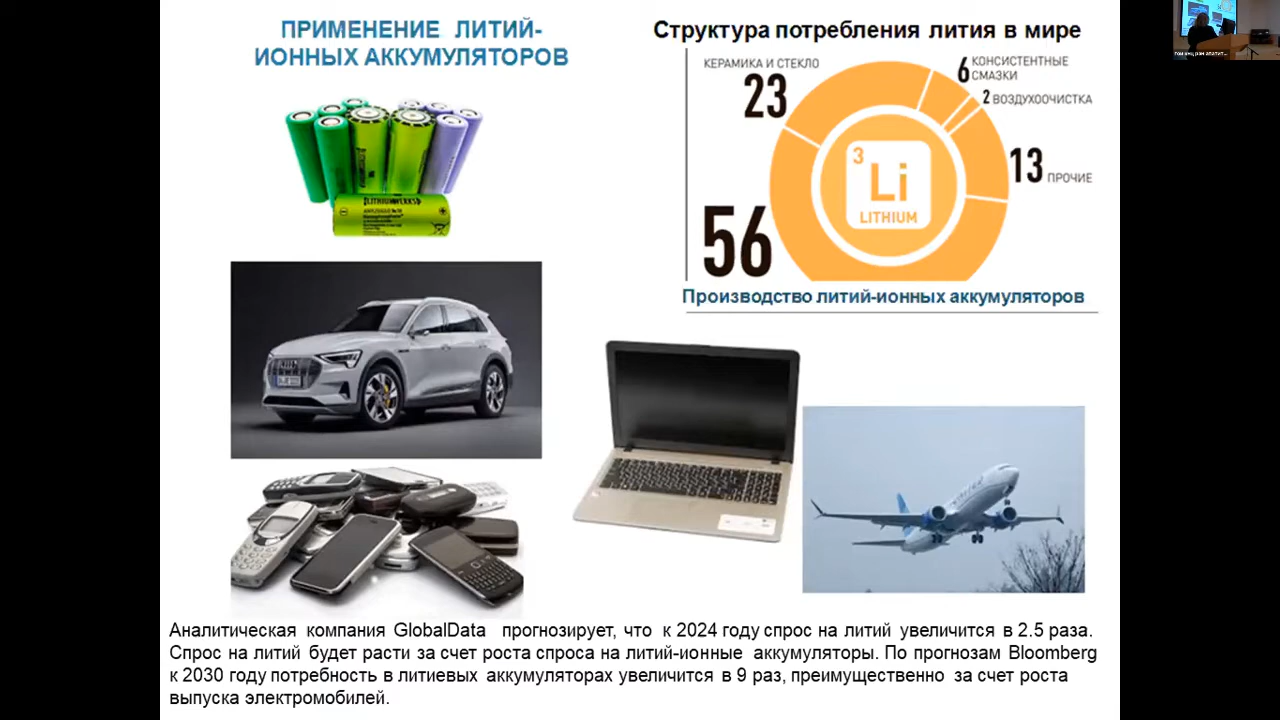 ПРИМЕНЕНИЕ ЛИТИЙ-
ИОННЫХ АККУМУЛЯТОРОВ
Структура потребления лития в мире
КЕРАМИКА И СТЕКЛО
23
6 КОНСИСТЕНТНЫЕ
СМАЗКИ
2 ВОЗДУХООЧИСТКА
13 ПРОЧИЕ
3
Li
LITHIUM
56
Производство литий-ионных аккумуляторов
LITHIUMWERKS
Аналитическая компания GlobalData прогнозирует, что к 2024 году спрос на литий увеличится в 2.5 раза.
Спрос на литий будет расти за счет роста спроса на литий-ионные аккумуляторы. По прогнозам Bloomberg
к 2030 году потребность в литиевых аккумуляторах увеличится в 9 раз, преимущественно за счет роста
выпуска электромобилей.